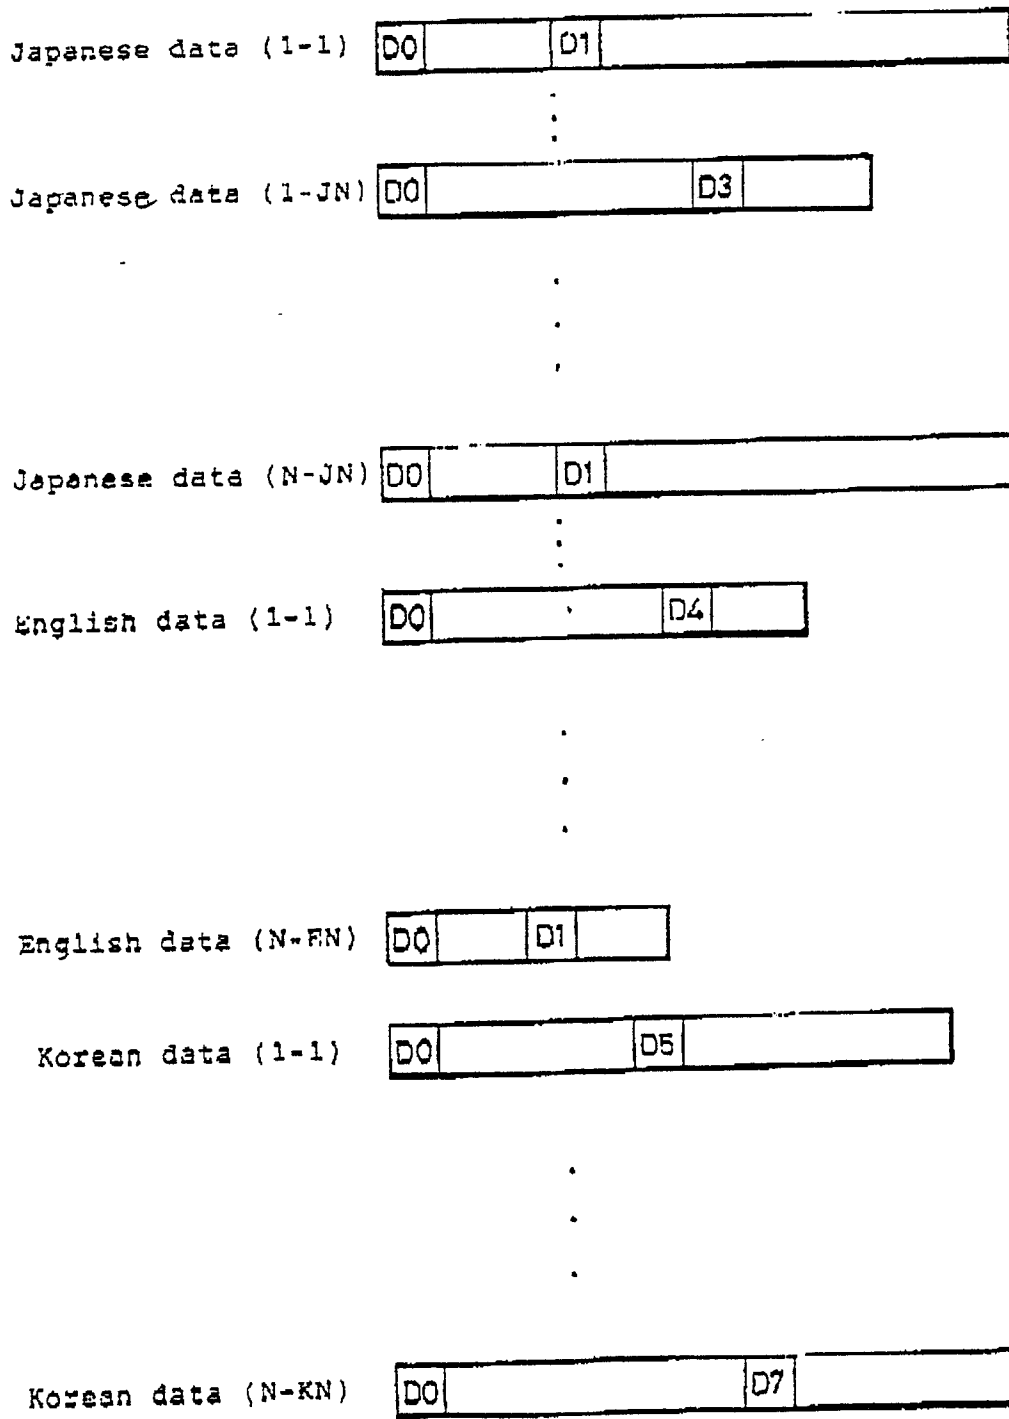 Japanese data (1-1) D0 D1
Japanese data (1-JN) D0 D3
Japanese data (N-JN) D0 D1
English data (1-1) D0 D4
English data (N-EN) D0 D1
Korean data (1-1) D0 D5
Korean data (N-KN) D0 D7